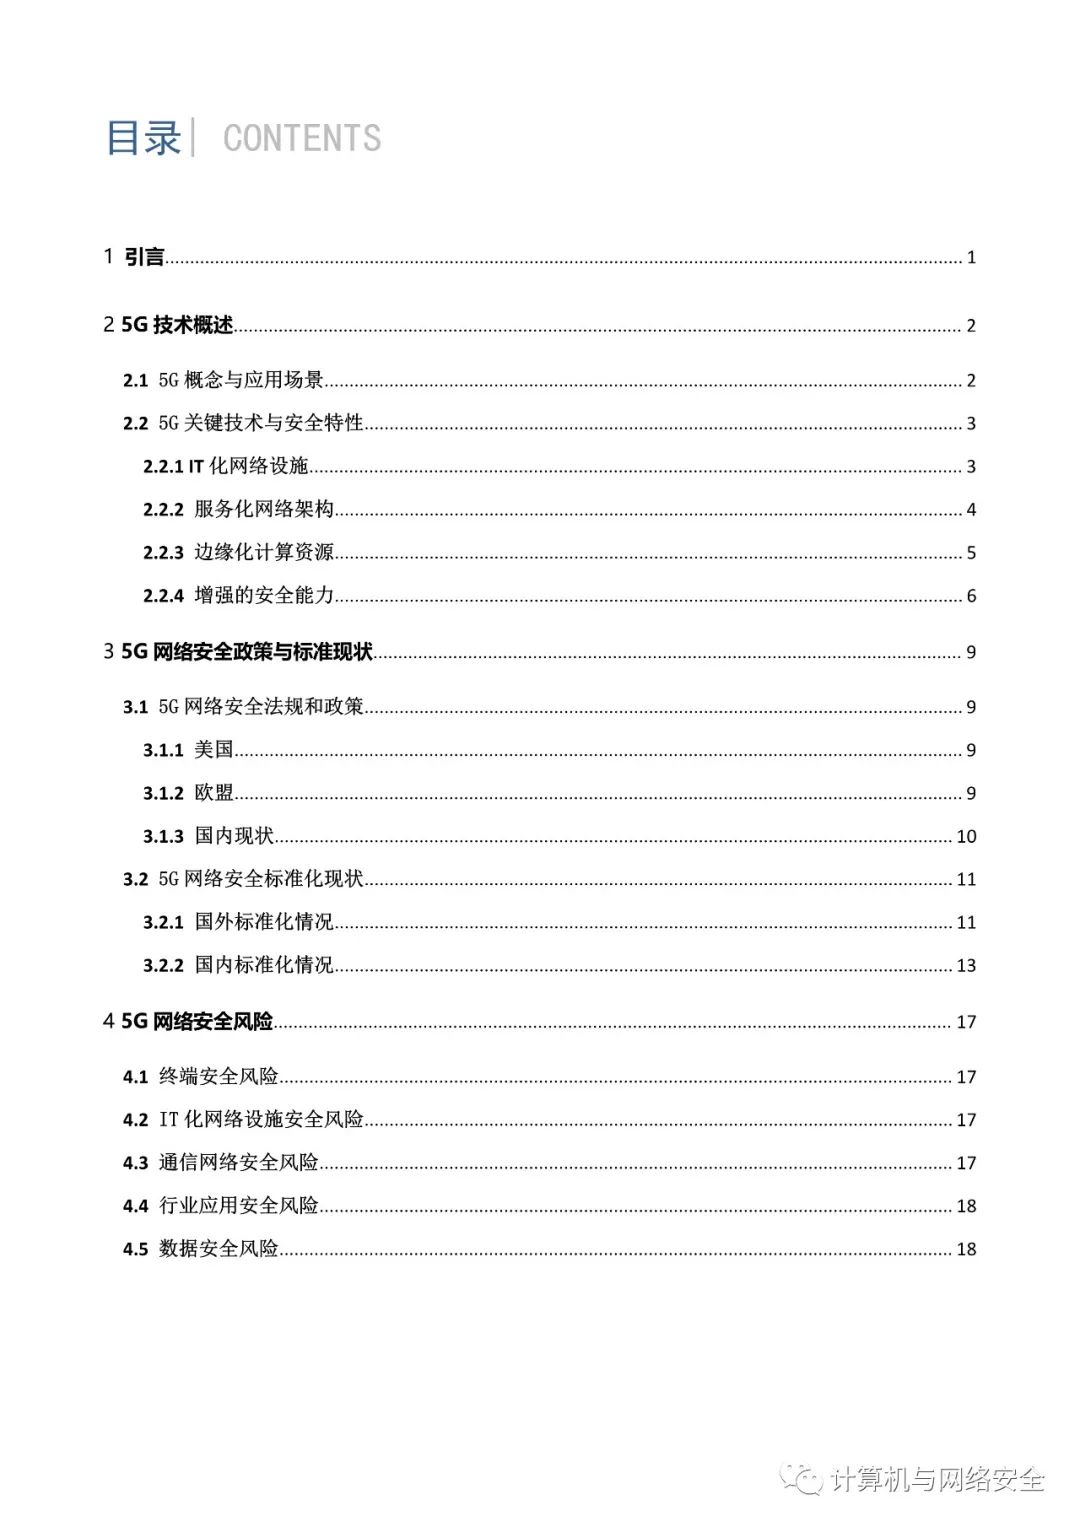 目录| CONTENTS
1 引言 1
2 5G 技术概述 2
2.1 5G 概念与应用场景 2
2.2 5G 关键技术与安全特性 3
2.2.1 IT 化网络设施 3
2.2.2 服务化网络架构 4
2.2.3 边缘化计算资源 5
2.2.4 增强的安全能力 6
3 5G 网络安全政策与标准现状 9
3.1 5G 网络安全法规和政策 9
3.1.1 美国 9
3.1.2 欧盟 9
3.1.3 国内现状 10
3.2 5G 网络安全标准化现状 11
3.2.1 国外标准化情况 11
3.2.2 国内标准化情况 13
4 5G 网络安全风险 17
4.1 终端安全风险 17
4.2 IT 化网络设施安全风险 17
4.3 通信网络安全风险 17
4.4 行业应用安全风险 18
4.5 数据安全风险 18
计算机与网络安全